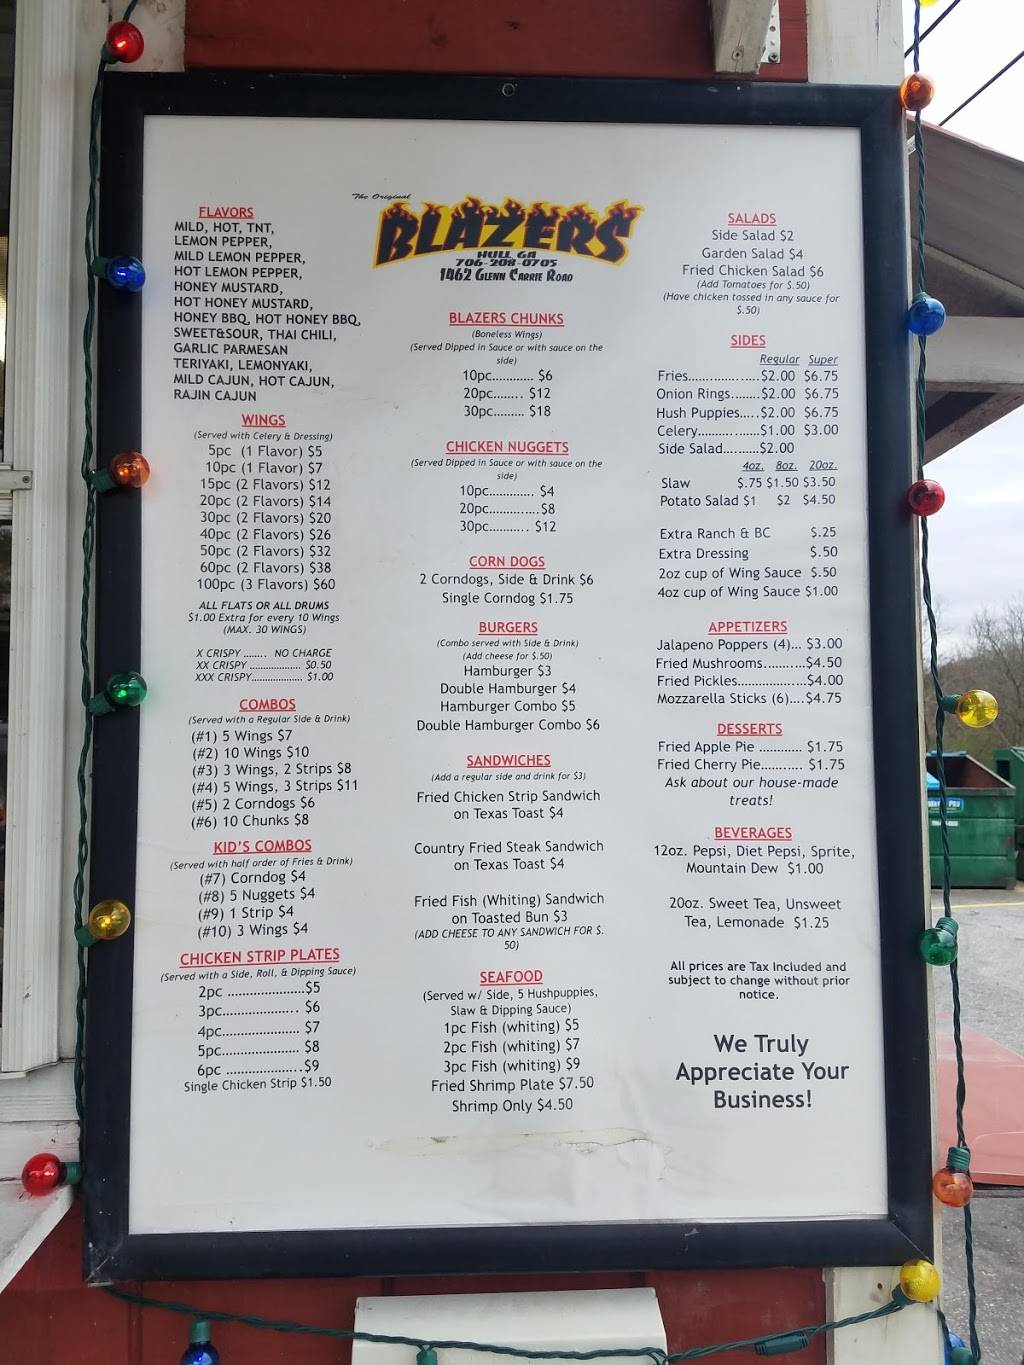 FLAVORS
MILD, HOT, TNT,
LEMON PEPPER,
MILD LEMON PEPPER,
HOT LEMON PEPPER,
HONEY MUSTARD,
HOT HONEY MUSTARD,
HONEY BBQ, HOT HONEY BBQ,
SWEET&SOUR, THAI CHILI,
GARLIC PARMESAN
TERIYAKI, LEMONYAKI,
MILD CAJUN, HOT CAJUN,
RAJIN CAJUN
WINGS
(Served with Celery & Dressing)
5pc (1 Flavor) $5
10pc (1 Flavor) $7
15pc (2 Flavors) $12
20pc (2 Flavors) $14
30pc (2 Flavors) $20
40pc (2 Flavors) $26
50pc (2 Flavors) $32
60pc (2 Flavors) $38
100pc (3 Flavors) $60
ALL FLATS OR ALL DRUMS
$1.00 Extra for every 10 Wings
(MAX. 30 WINGS)
X CRISPY ........ NO CHARGE
XX CRISPY .................. $0.50
XXX CRISPY.................. $1.00
COMBOS
(Served with a Regular Side & Drink)
(#1) 5 Wings $7
(#2) 10 Wings $10
(#3) 3 Wings, 2 Strips $8
(#4) 5 Wings, 3 Strips $11
(#5) 2 Corndogs $6
(#6) 10 Chunks $8
KID'S COMBOS
(Served with half order of Fries & Drink)
(#7) Corndog $4
(#8) 5 Nuggets $4
(#9) 1 Strip $4
(#10) 3 Wings $4
CHICKEN STRIP PLATES
(Served with a Side, Roll, & Dipping Sauce)
2pc .....................$5
3pc..................... $6
4pc..................... $7
5pc..................... $8
6pc .....................$9
Single Chicken Strip $1.50
The Original
BLAZERS
HULL GA
706-208-0705
1462 GLENN CARRIE ROAD
BLAZERS CHUNKS
(Boneless Wings)
(Served Dipped in Sauce or with sauce on the
side)
10pc............ $6
20pc........ $12
30pc......... $18
CHICKEN NUGGETS
(Served Dipped in Sauce or with sauce on the
side)
10pc............. $4
20pc..............$8
30pc........... $12
CORN DOGS
2 Corndogs, Side & Drink $6
Single Corndog $1.75
BURGERS
(Combo served with Side & Drink)
(Add cheese for $.50)
Hamburger $3
Double Hamburger $4
Hamburger Combo $5
Double Hamburger Combo $6
SANDWICHES
(Add a regular side and drink for $3)
Fried Chicken Strip Sandwich
on Texas Toast $4
Country Fried Steak Sandwich
on Texas Toast $4
Fried Fish (Whiting) Sandwich
on Toasted Bun $3
(ADD CHEESE TO ANY SANDWICH FOR $.
50)
SEAFOOD
(Served w/ Side, 5 Hushpuppies,
Slaw & Dipping Sauce)
1pc Fish (whiting) $5
2pc Fish (whiting) $7
3pc Fish (whiting) $9
Fried Shrimp Plate $7.50
Shrimp Only $4.50
SALADS
Side Salad $2
Garden Salad $4
Fried Chicken Salad $6
(Add Tomatoes for $.50)
(Have chicken tossed in any sauce for
$.50)
SIDES
Regular Super
Fries.................$2.00 $6.75
Onion Rings.......$2.00 $6.75
Hush Puppies.....$2.00 $6.75
Celery...............$1.00 $3.00
Side Salad.........$2.00
4oz. 8oz. 20oz.
Slaw $.75 $1.50 $3.50
Potato Salad $1 $2 $4.50
Extra Ranch & BC $.25
Extra Dressing $.50
2oz cup of Wing Sauce $.50
4oz cup of Wing Sauce $1.00
APPETIZERS
Jalapeno Poppers (4)... $3.00
Fried Mushrooms..........$4.50
Fried Pickles.................$4.00
Mozzarella Sticks (6)....$4.75
DESSERTS
Fried Apple Pie ............ $1.75
Fried Cherry Pie........... $1.75
Ask about our house-made
treats!
BEVERAGES
12oz. Pepsi, Diet Pepsi, Sprite,
Mountain Dew $1.00
20oz. Sweet Tea, Unsweet
Tea, Lemonade $1.25
All prices are Tax Included and
subject to change without prior
notice.
We Truly
Appreciate Your
Business!